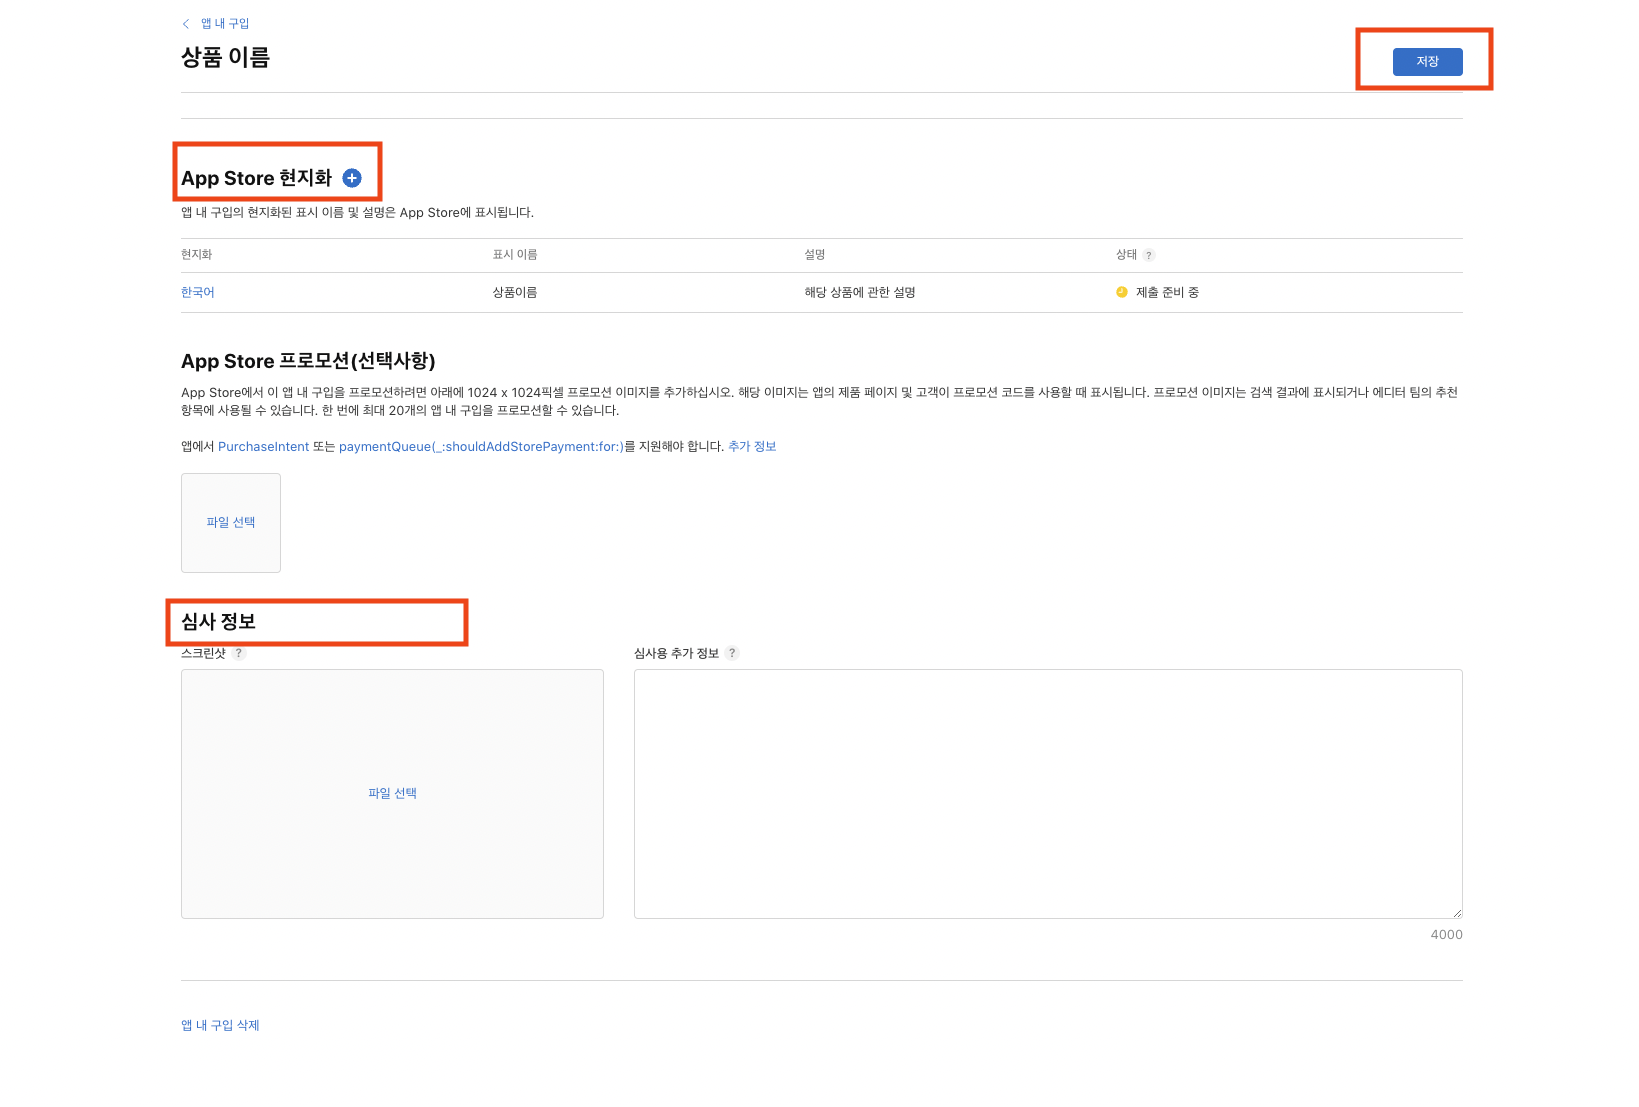 앱 내 구입
상품 이름
저장
App Store 현지화
앱 내 구입의 현지화된 표시 이름 및 설명은 App Store에 표시됩니다.
현지화 표시 이름 설명 상태 ?
한국어 상품이름 해당 상품에 관한 설명 제출 준비 중
App Store 프로모션(선택사항)
App Store에서 이 앱 내 구입을 프로모션하려면 아래에 1024 x 1024픽셀 프로모션 이미지를 추가하십시오. 해당 이미지는 앱의 제품 페이지 및 고객이 프로모션 코드를 사용할 때 표시됩니다. 프로모션 이미지는 검색 결과에 표시되거나 에디터 팀의 추천
항목에 사용될 수 있습니다. 한 번에 최대 20개의 앱 내 구입을 프로모션할 수 있습니다.
앱에서 PurchaseIntent 또는 paymentQueue(_:shouldAddStorePayment:for:)를 지원해야 합니다. 추가 정보
파일 선택
심사 정보
스크린샷 ? 심사용 추가 정보 ?
파일 선택
4000
앱 내 구입 삭제